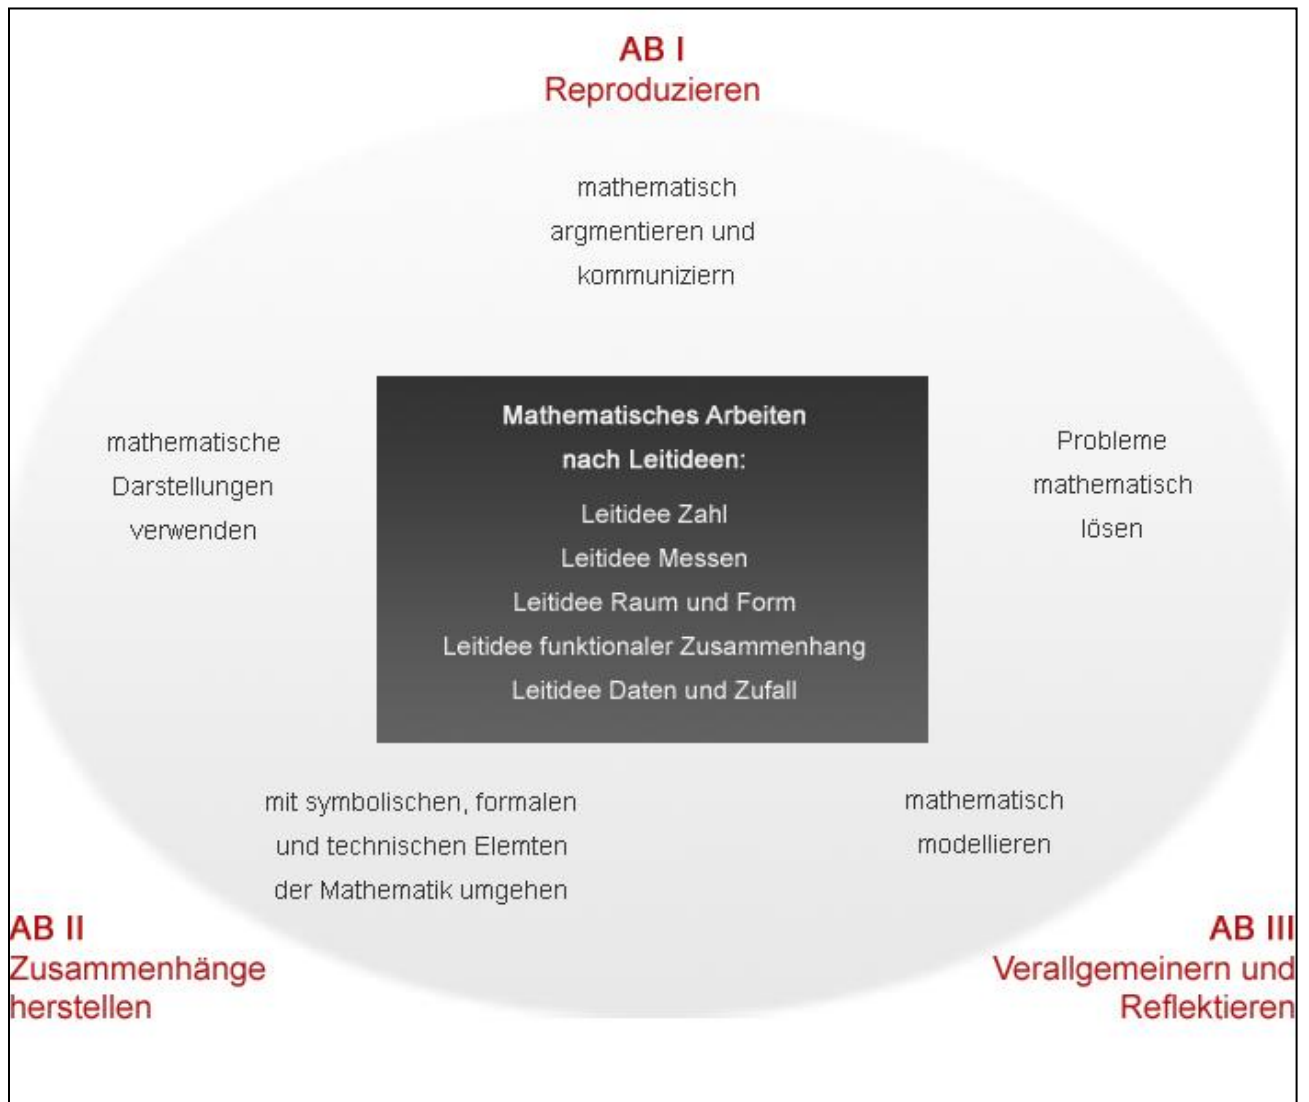 AB I
Reproduzieren
mathematisch
argmentieren und
kommuniziern
mathematische
Darstellungen
verwenden
Mathematisches Arbeiten
nach Leitideen:
Leitidee Zahl
Leitidee Messen
Leitidee Raum und Form
Leitidee funktionaler Zusammenhang
Leitidee Daten und Zufall
Probleme
mathematisch
lösen
mit symbolischen, formalen
und technischen Elemten
der Mathematik umgehen
mathematisch
modellieren
AB II
Zusammenhänge
herstellen
AB III
Verallgemeinern und
Reflektieren